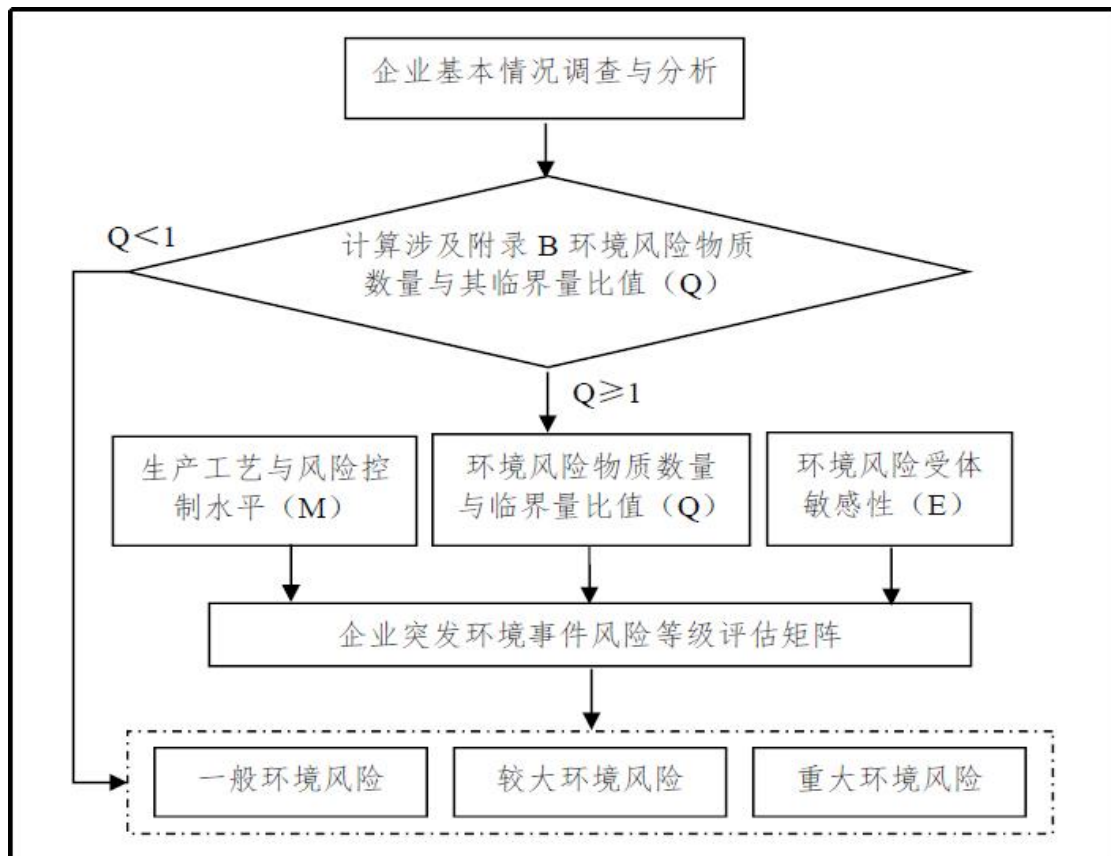 企业基本情况调查与分析
Q＜1
计算涉及附录 B 环境风险物质
数量与其临界量比值（Q）
Q≥1
生产工艺与风险控
制水平（M）
环境风险物质数量
与临界量比值（Q）
环境风险受体
敏感性（E）
企业突发环境事件风险等级评估矩阵
一般环境风险
较大环境风险
重大环境风险